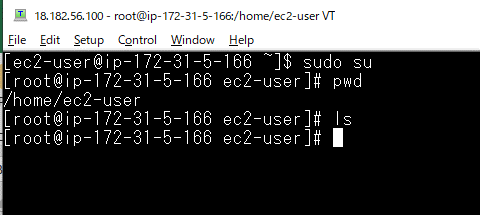 18.182.56.100 - root@ip-172-31-5-166:/home/ec2-user VT
File Edit Setup Control Window Help
[ec2-user@ip-172-31-5-166 ~]$ sudo su
[root@ip-172-31-5-166 ec2-user]# pwd
/home/ec2-user
[root@ip-172-31-5-166 ec2-user]# ls
[root@ip-172-31-5-166 ec2-user]#